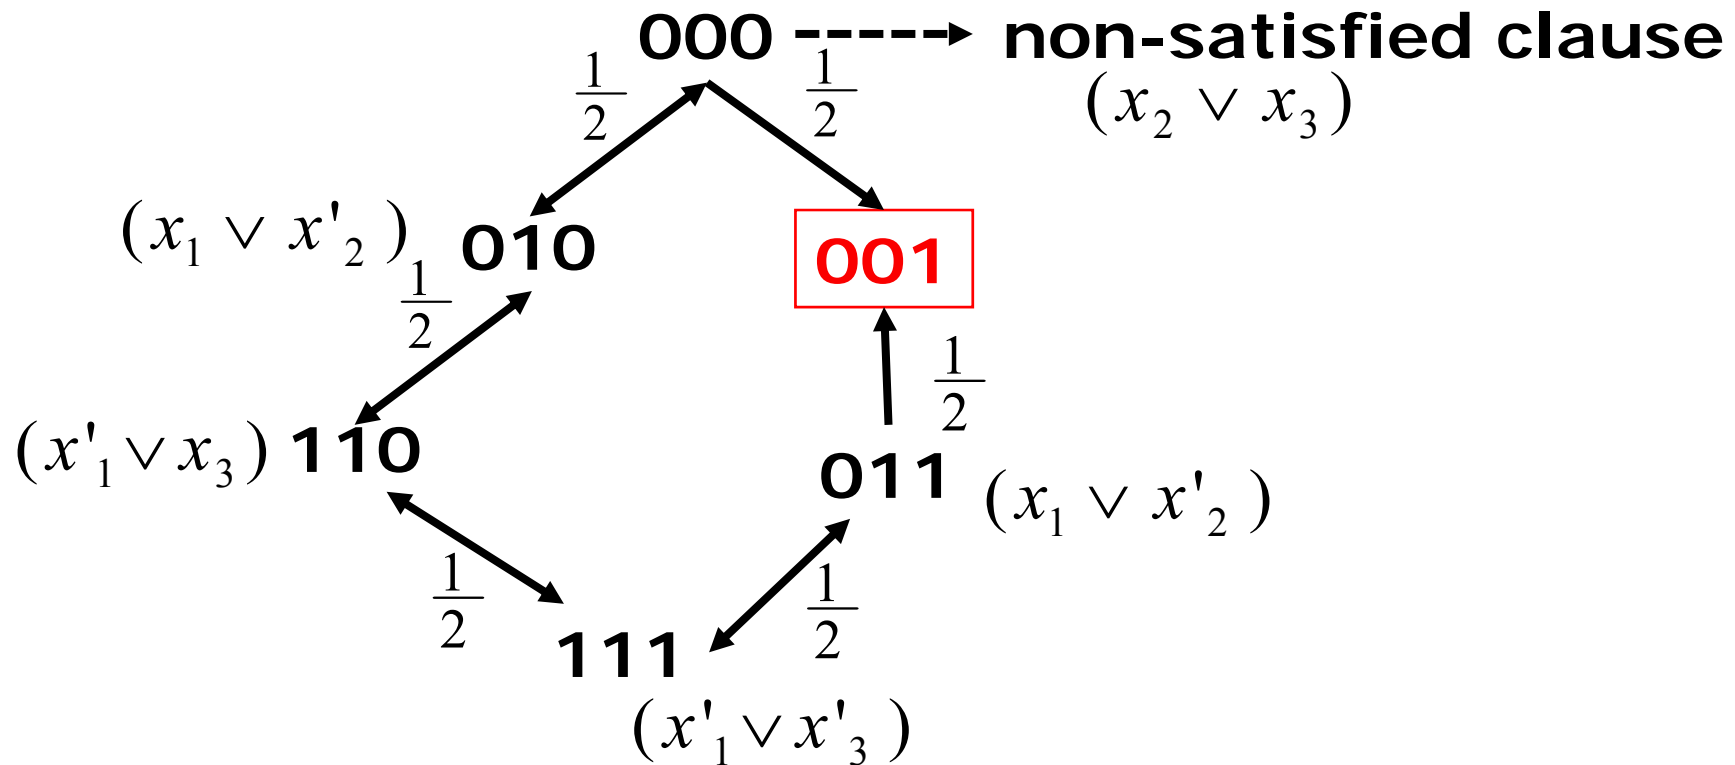 000 non-satisfied clause
1/2 1/2 (x₂ ∨ x₃)
(x₁ ∨ x'₂) 010 001
1/2
1/2
(x'₁ ∨ x₃) 110 011 (x₁ ∨ x'₂)
1/2 1/2
111
(x'₁ ∨ x'₃)